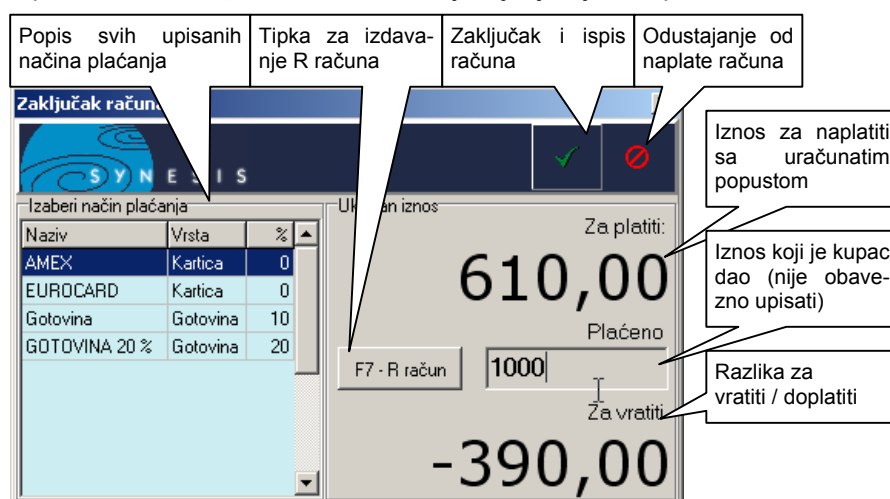 Popis svih upisanih
načina plaćanja
Tipka za izdava-
nje R računa
Zaključak i ispis
računa
Odustajanje od
naplate računa
Zaključak računa
SYNESIS
Izaberi način plaćanja
Naziv Vrsta %
AMEX Kartica 0
EUROCARD Kartica 0
Gotovina Gotovina 10
GOTOVINA 20 % Gotovina 20
iznos
Za platiti:
610,00
Plaćeno
F7 - R račun
1000
Za vratiti
-390,00
Iznos za naplatiti
sa uračunatim
popustom
Iznos koji je kupac
dao (nije obave-
zno upisati)
Razlika za
vratiti / doplatiti